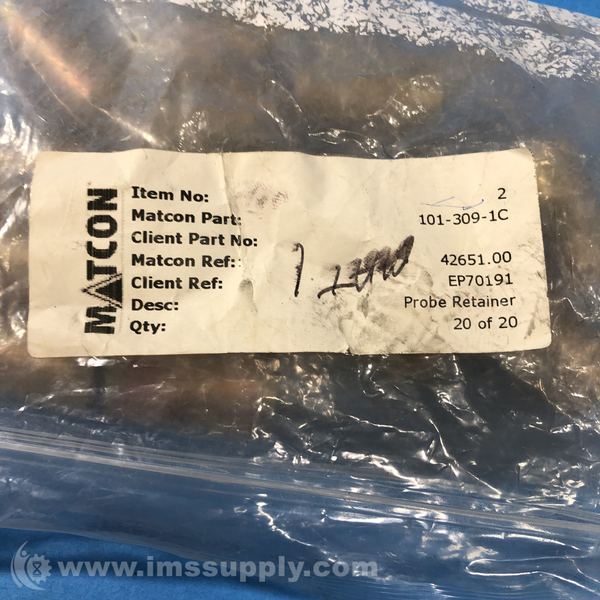 MATCON
Item No: 2
Matcon Part: 101-309-1C
Client Part No:
Matcon Ref: 42651.00
Client Ref: EP70191
Desc: Probe Retainer
Qty: 20 of 20
www.imssupply.com